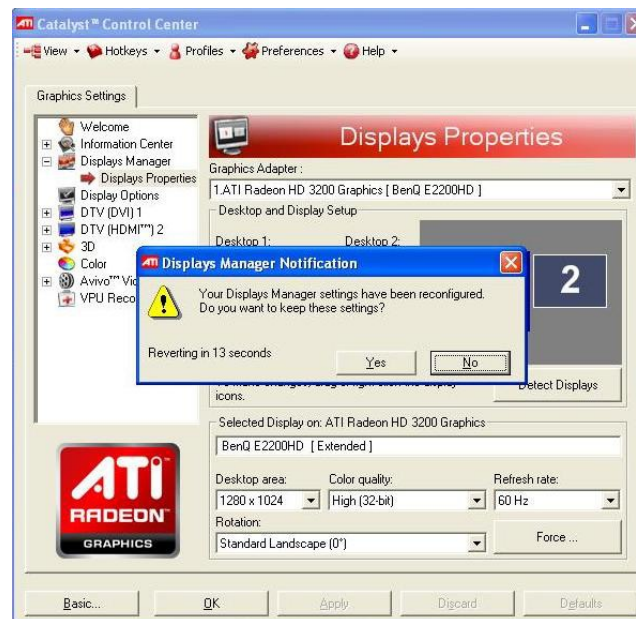 Catalyst™ Control Center
View Hotkeys Profiles Preferences Help
Graphics Settings
Welcome
Information Center
Displays Manager
Displays Properties
Display Options
DTV (DVI) 1
DTV (HDMI™) 2
3D
Color
Avivo™
VPU
Displays Properties
Graphics Adapter :
1.ATI Radeon HD 3200 Graphics [ BenQ E2200HD ]
Desktop and Display Setup
Desktop 1: Desktop 2:
2
ATI Displays Manager Notification
Your Displays Manager settings have been reconfigured.
Do you want to keep these settings?
Reverting in 13 seconds
Yes No
icons.
Detect Displays
Selected Display on: ATI Radeon HD 3200 Graphics
BenQ E2200HD [ Extended ]
Desktop area: Color quality: Refresh rate:
1280 x 1024 High (32-bit) 60 Hz
Rotation:
Standard Landscape (0°) Force ...
ATI
RADEON
GRAPHICS
Basic... OK Apply Discard Defaults